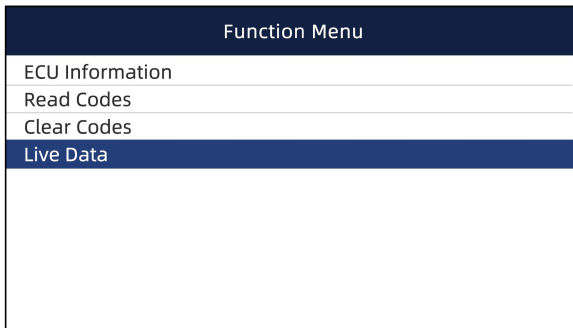 Function Menu
ECU Information
Read Codes
Clear Codes
Live Data